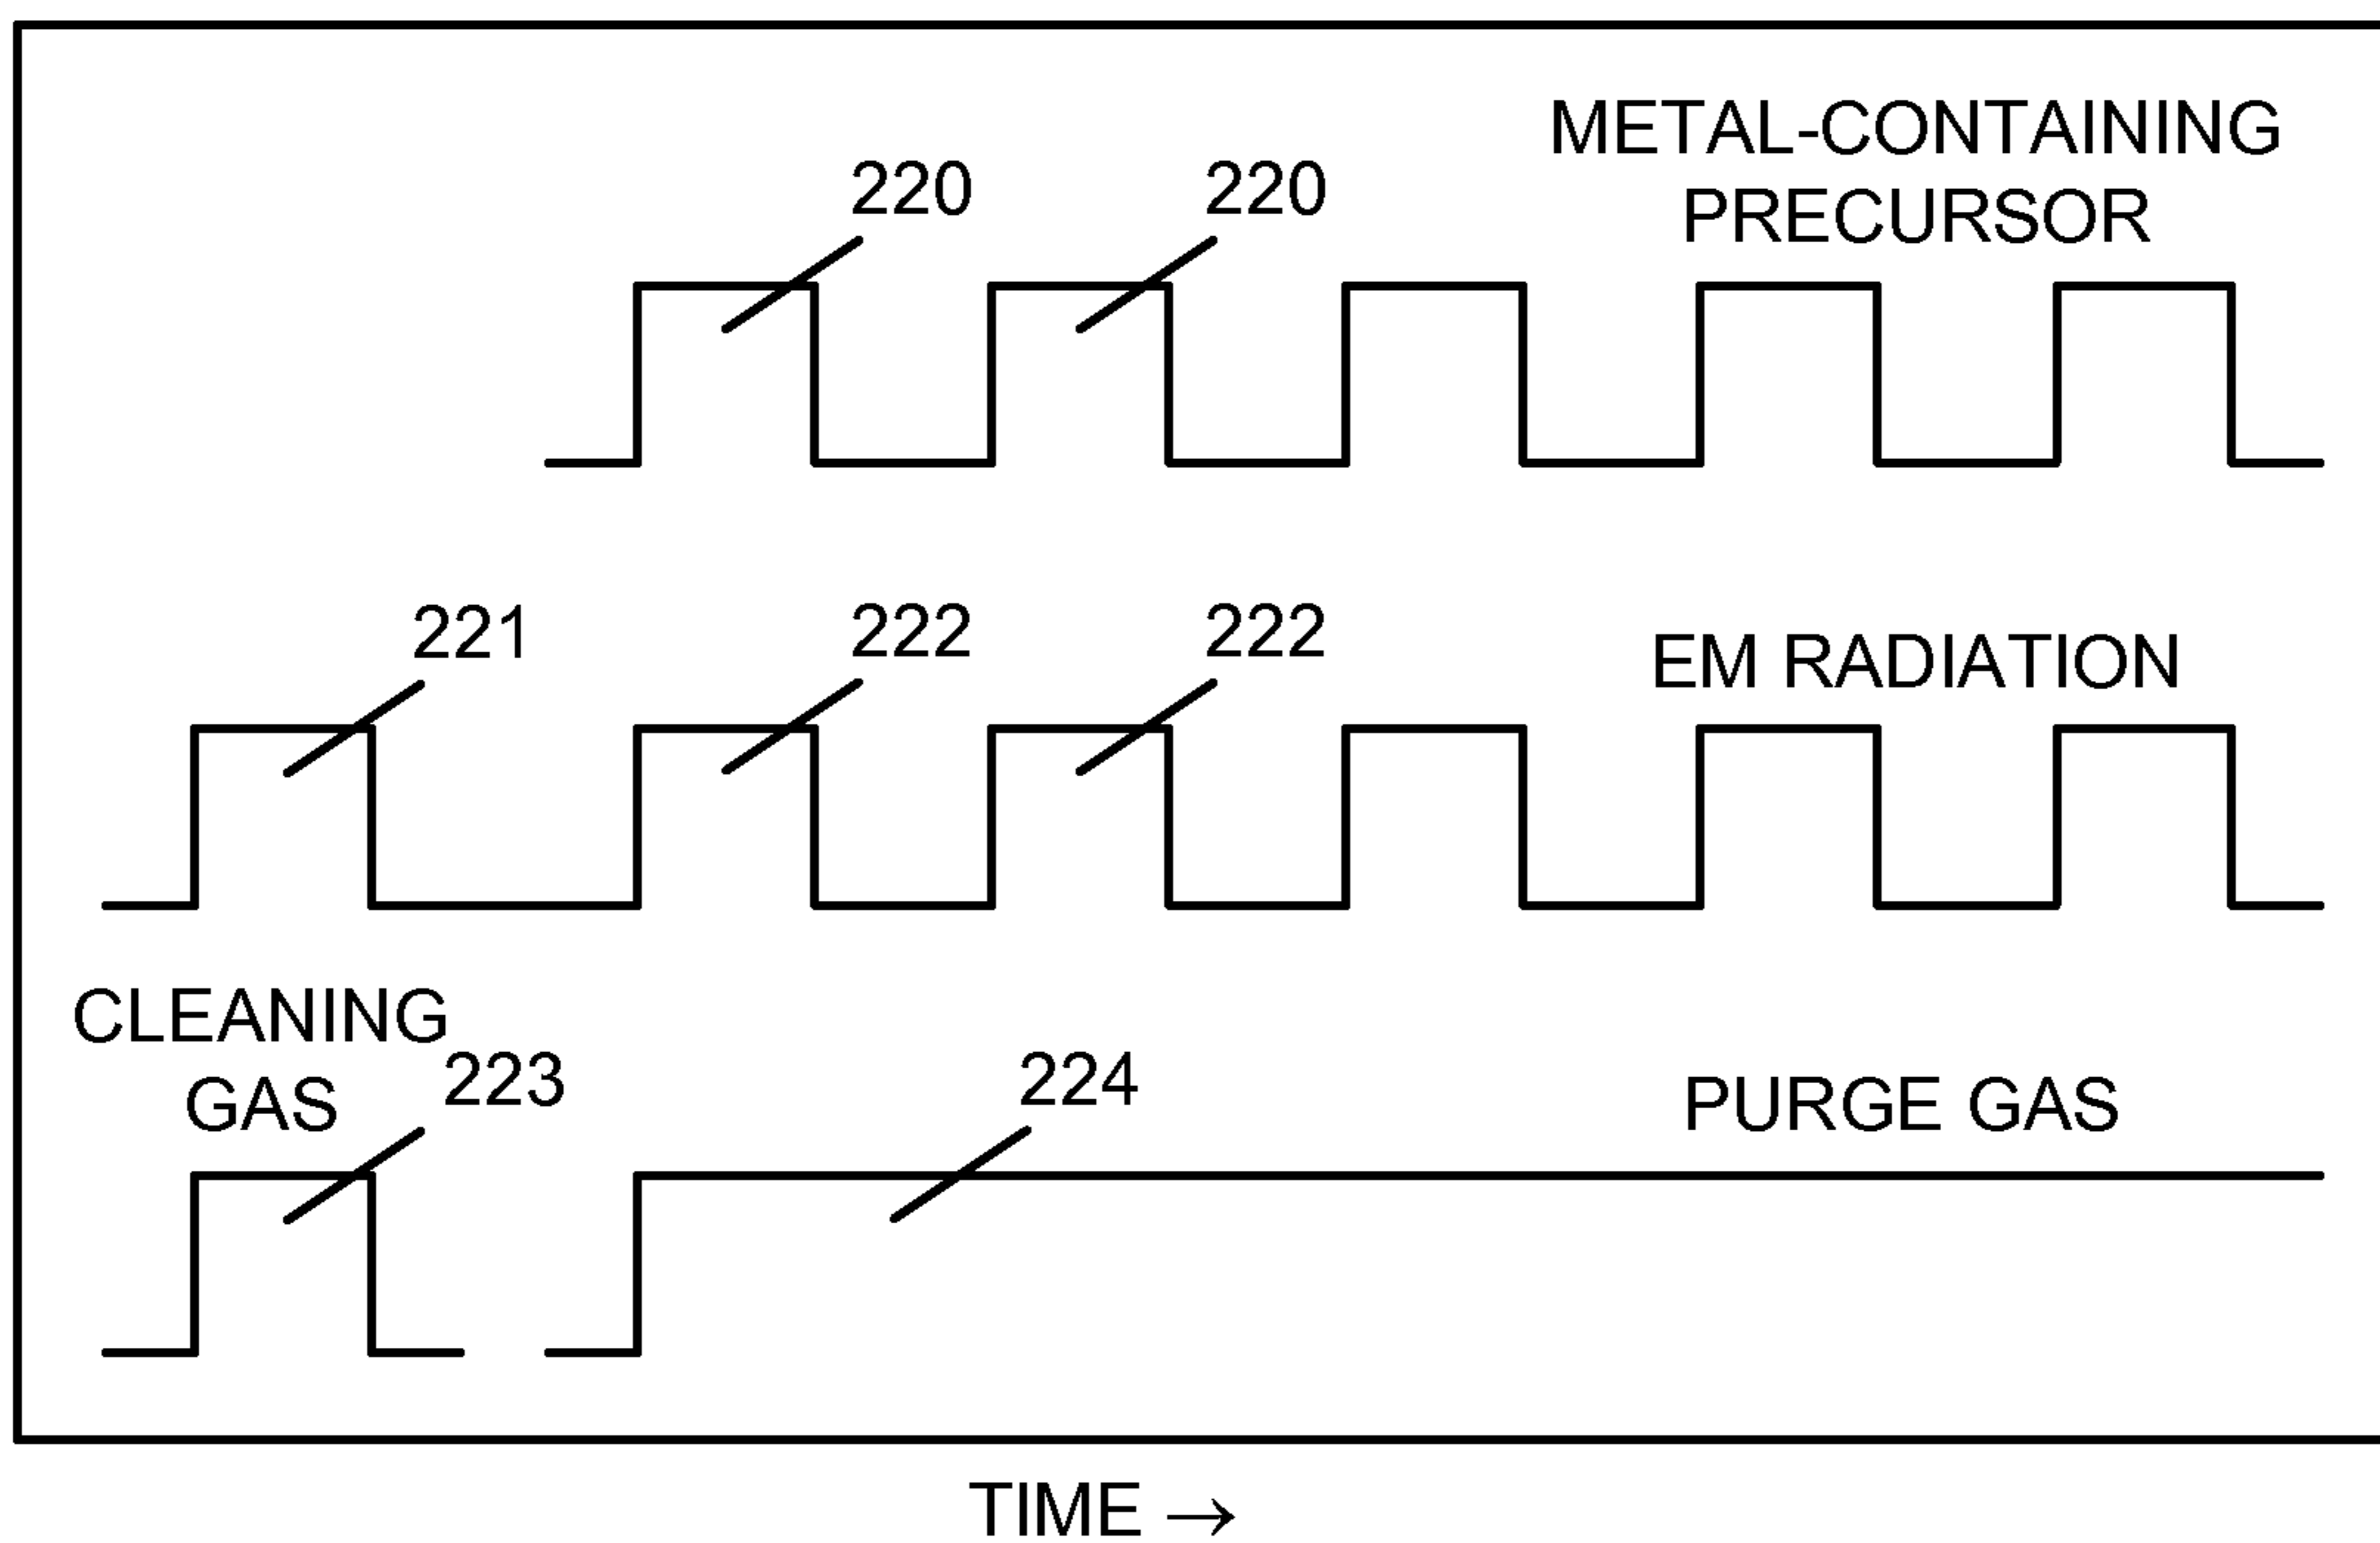 METAL-CONTAINING
PRECURSOR
220
220
221
222
222
EM RADIATION
CLEANING
GAS
223
224
PURGE GAS
TIME →